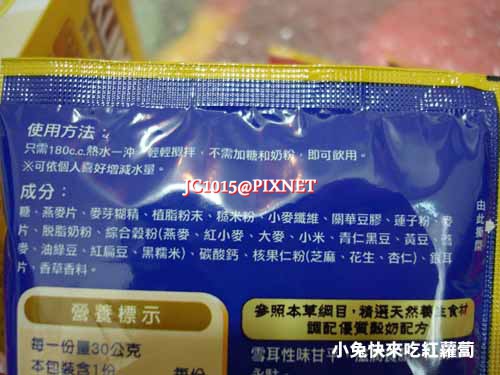 使用方法：
只需180c.c.熱水一沖，輕輕攪拌，不需加糖和奶粉，即可飲用。
※可依個人喜好增減水量。
JC1015@PIXNET
成分：
糖、燕麥片、麥芽糊精、植脂粉末、糙米粉、小麥纖維、關華豆膠、蓮子粉、
片、脫脂奶粉、綜合穀粉(燕麥、紅小麥、大麥、小米、青仁黑豆、黃豆、
麥、油綠豆、紅扁豆、黑糯米)、碳酸鈣、核果仁粉(芝麻、花生、杏仁)、銀耳
片、香草香料。
由此處撕開
營養標示
每一份量30公克
本包裝含1份
每份
參照本草綱目，精選天然養生食材
調配優質穀奶配方
雪耳性味甘平
小兔快來吃紅蘿蔔